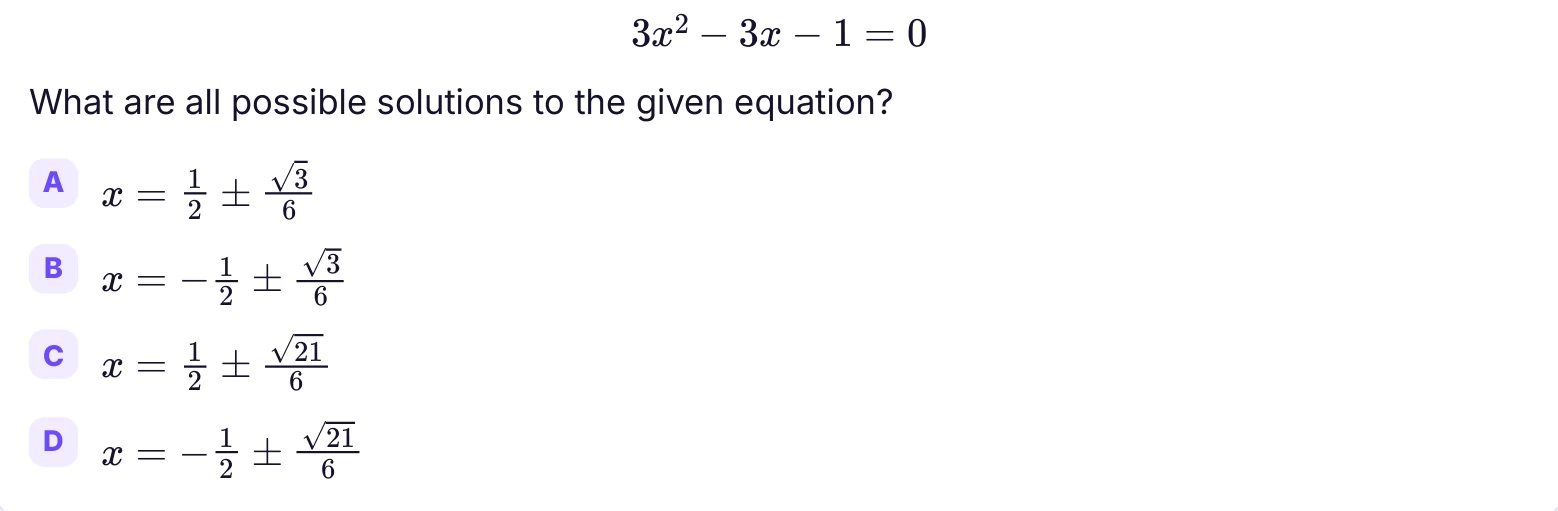 3x² − 3x − 1 = 0
What are all possible solutions to the given equation?
A x = 1/2 ± √3/6
B x = −1/2 ± √3/6
C x = 1/2 ± √21/6
D x = −1/2 ± √21/6